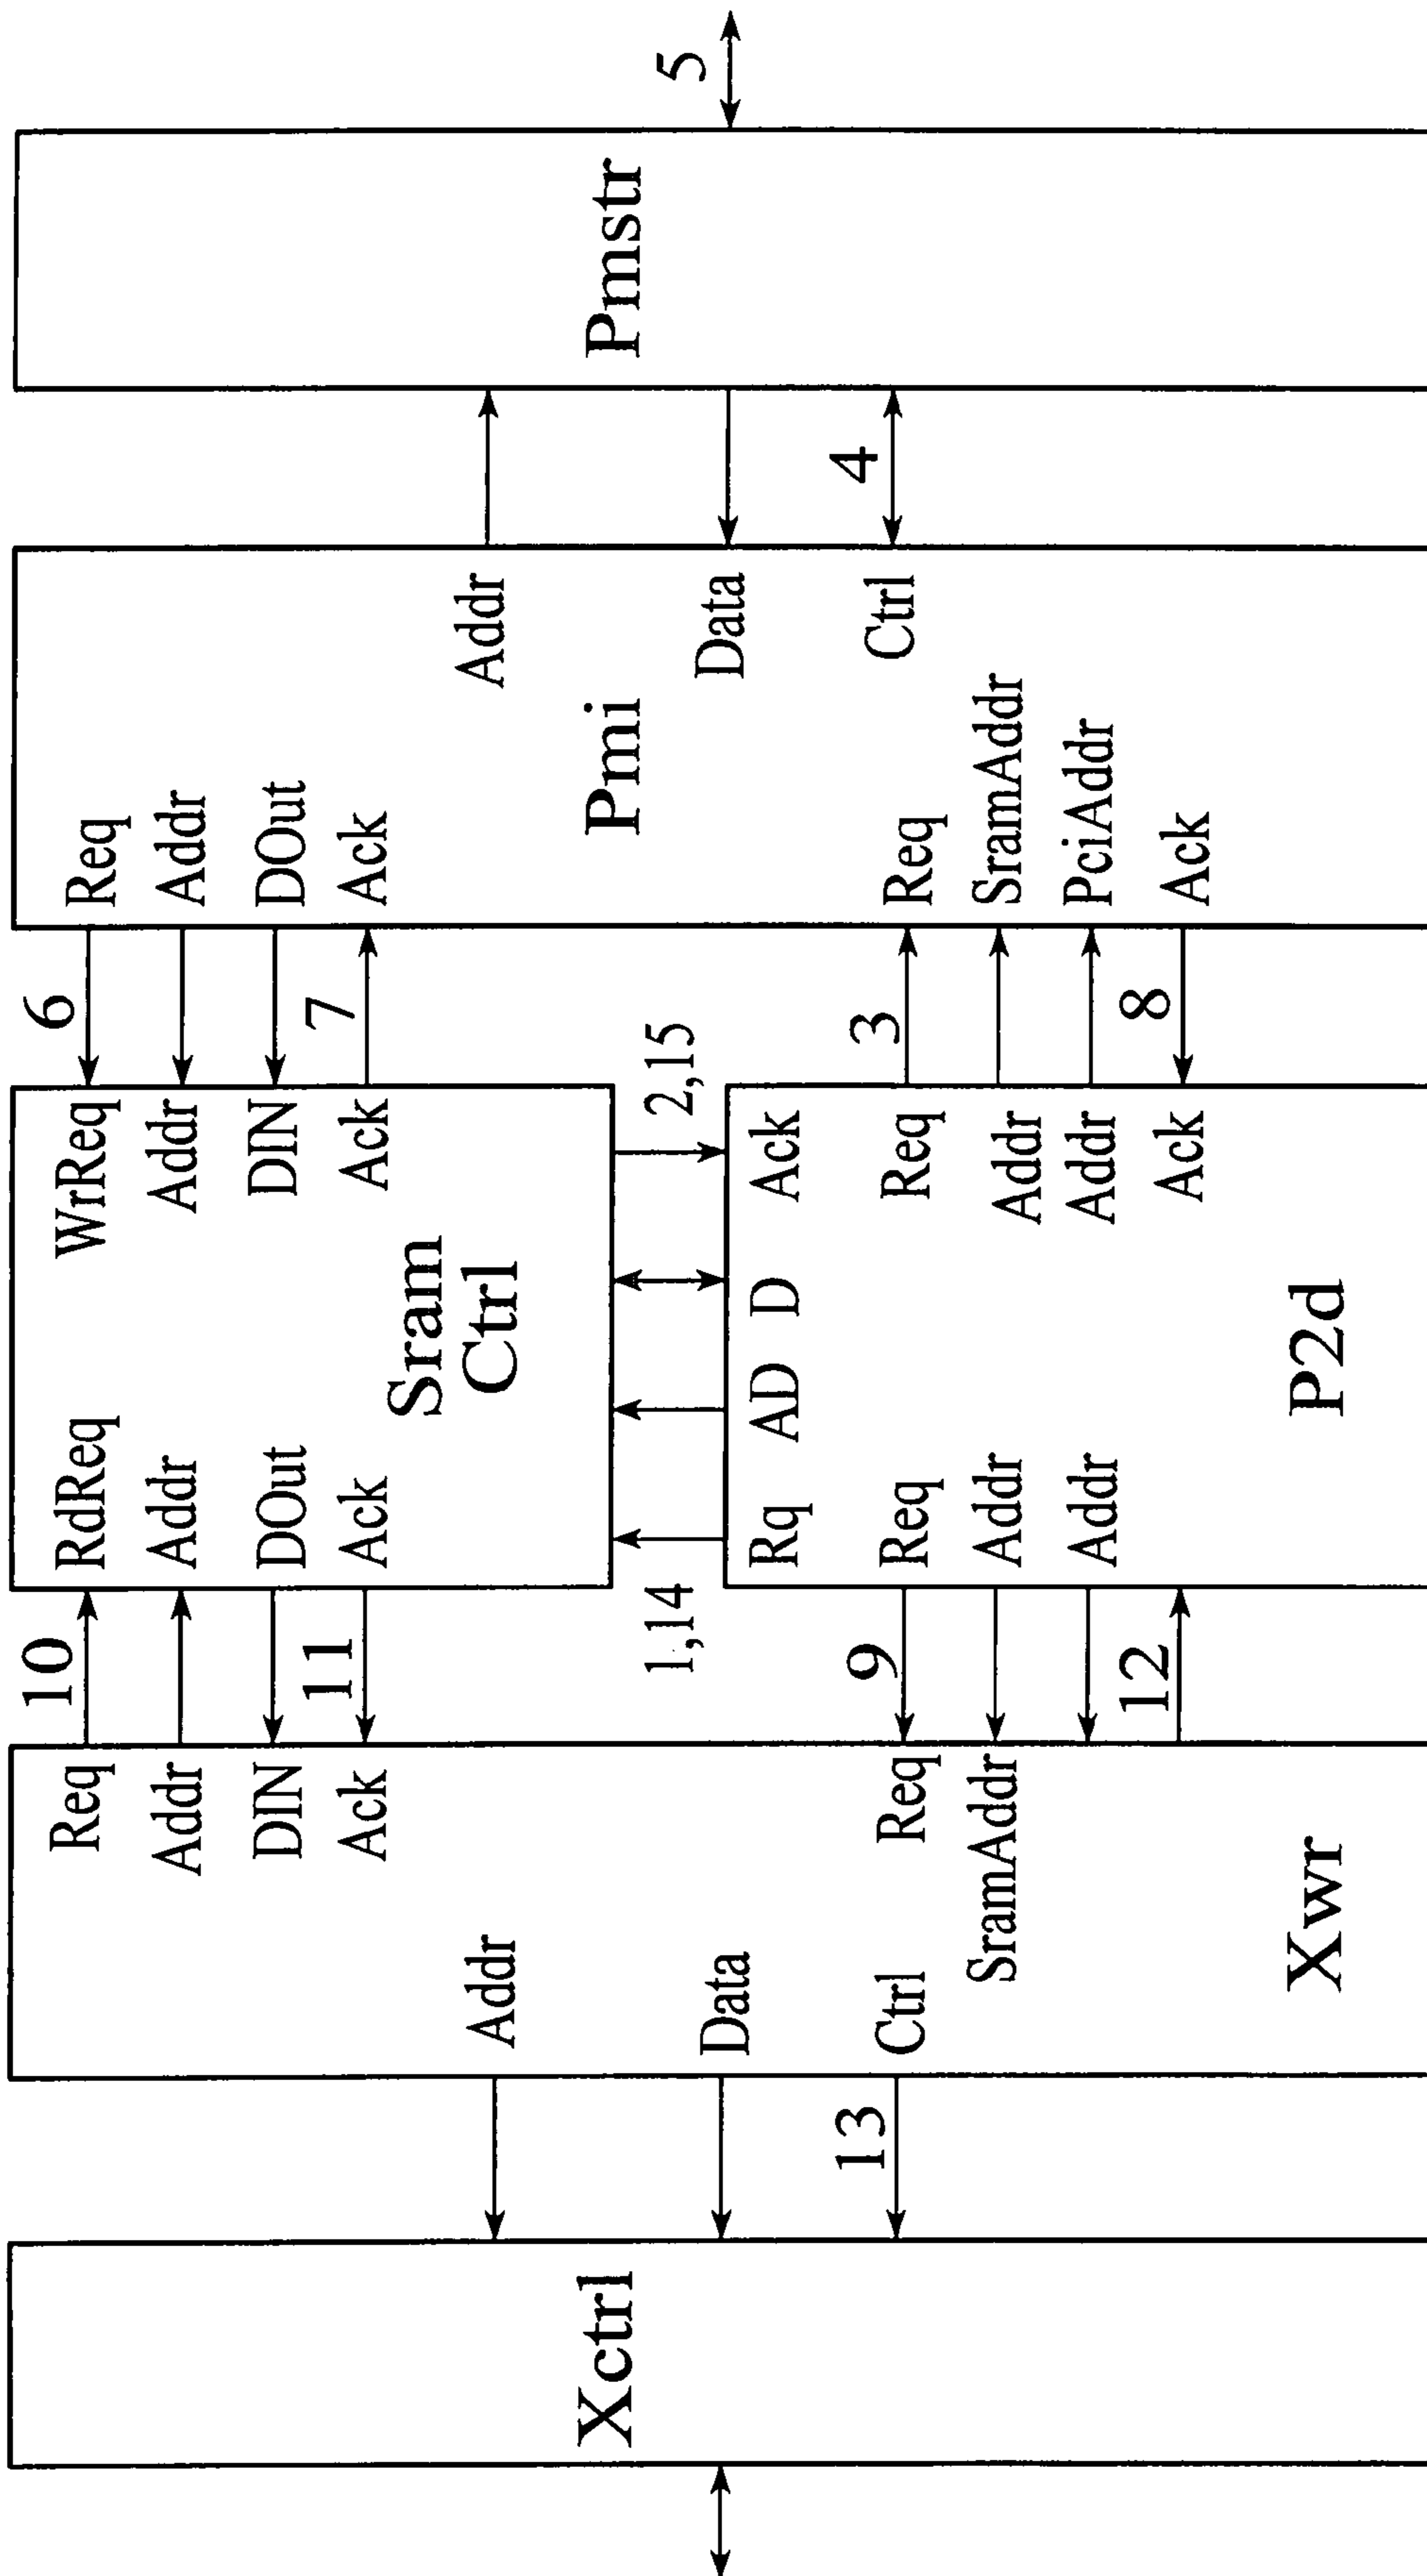 Xctrl
13
Addr
Data
Ctrl
Req
Addr
DIN
Ack
Req
SramAddr
Xwr
10
11
9
12
1,14
RdReq
Addr
DOut
Ack
WrReq
Addr
DIN
Ack
Sram
Ctrl
2,15
Rq AD D Ack
Req
Addr
Addr
Req
Addr
Addr
Ack
P2d
6
7
3
8
Req
Addr
DOut
Ack
Addr
Pmi
Data
Ctrl
Req
SramAddr
PciAddr
Ack
4
Pmstr
5